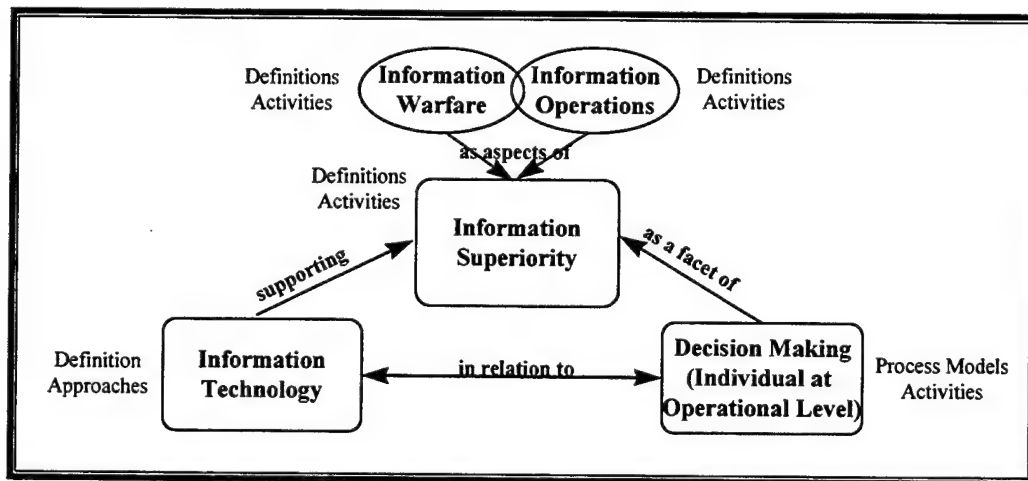 Definitions
Activities
Information
Warfare
Information
Operations
Definitions
Activities
as aspects of
Definitions
Activities
Information
Superiority
supporting
as a facet of
Definition
Approaches
Information
Technology
in relation to
Decision Making
(Individual at
Operational Level)
Process Models
Activities